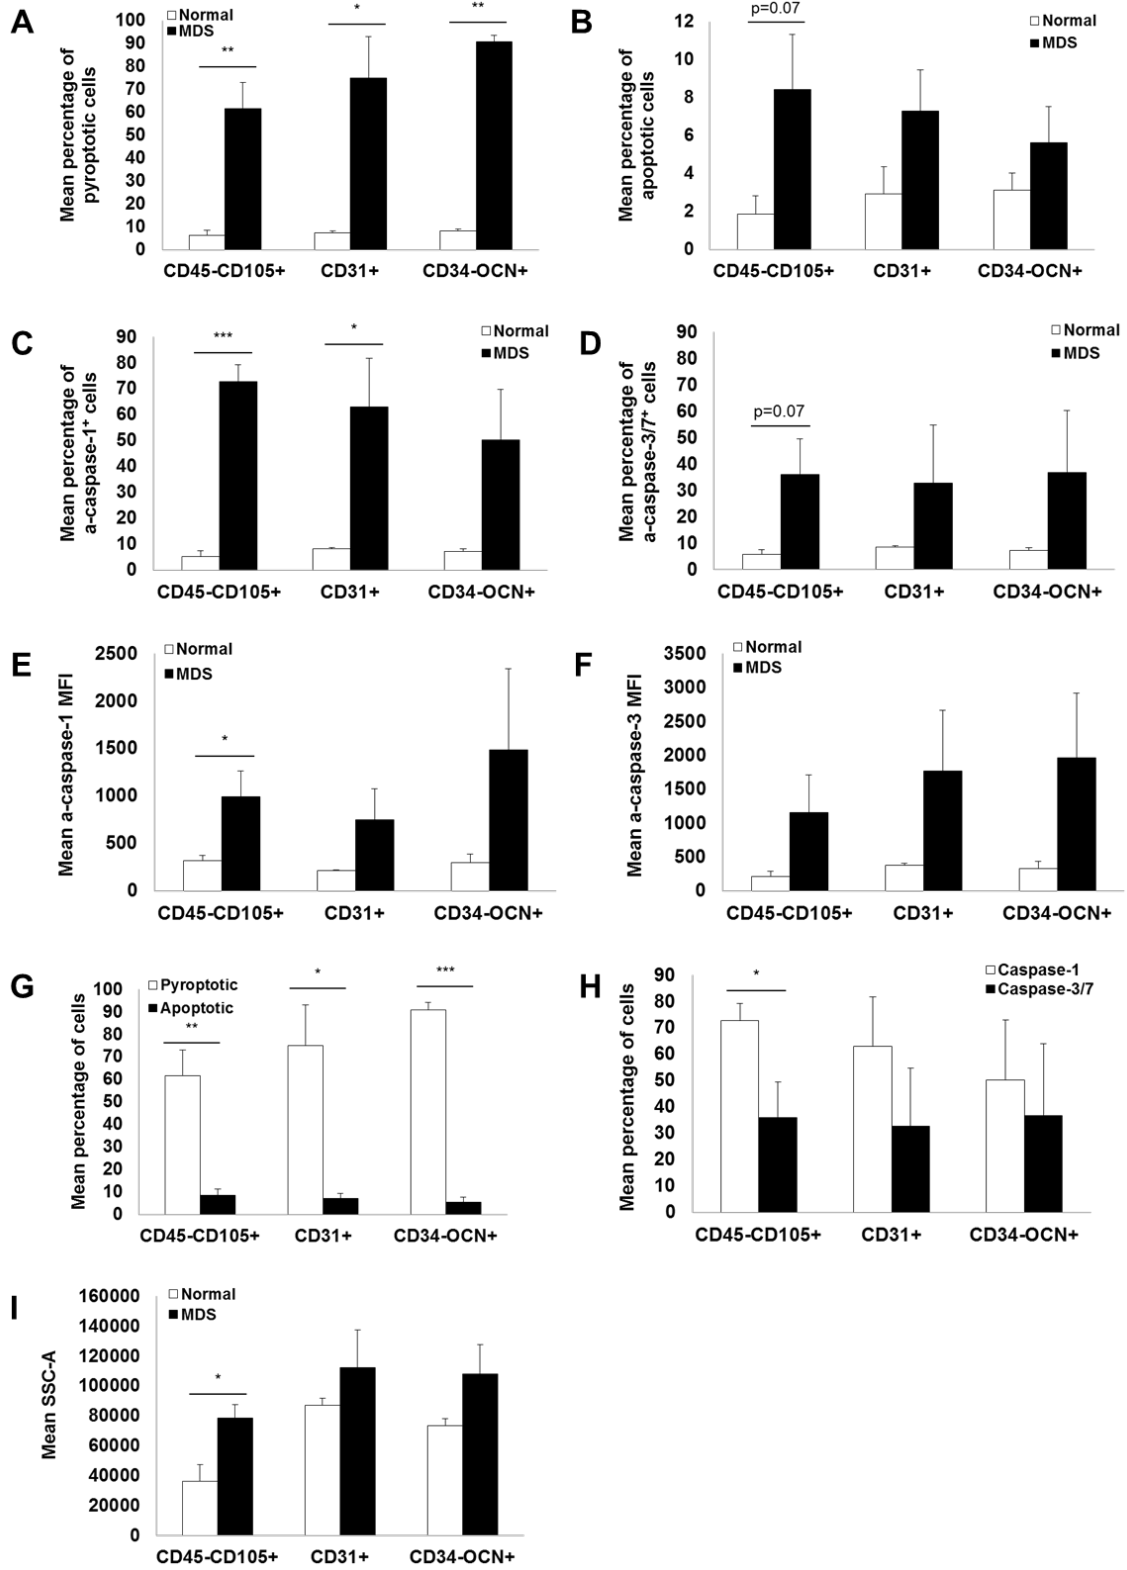 A
Normal
MDS
Mean percentage of
pyroptotic cells
100
90
80
70
60
50
40
30
20
10
0
**
*
**
CD45-CD105+ CD31+ CD34-OCN+
B
Normal
MDS
Mean percentage of
apoptotic cells
12
10
8
6
4
2
0
p=0.07
CD45-CD105+ CD31+ CD34-OCN+
C
Normal
MDS
Mean percentage of
a-caspase-1+ cells
90
80
70
60
50
40
30
20
10
0
***
*
CD45-CD105+ CD31+ CD34-OCN+
D
Normal
MDS
Mean percentage of
a-caspase-3/7+ cells
90
80
70
60
50
40
30
20
10
0
p=0.07
CD45-CD105+ CD31+ CD34-OCN+
E
Normal
MDS
Mean a-caspase-1 MFI
2500
2000
1500
1000
500
0
*
CD45-CD105+ CD31+ CD34-OCN+
F
Normal
MDS
Mean a-caspase-3 MFI
3500
3000
2500
2000
1500
1000
500
0
CD45-CD105+ CD31+ CD34-OCN+
G
Pyroptotic
Apoptotic
Mean percentage of cells
100
90
80
70
60
50
40
30
20
10
0
**
*
***
CD45-CD105+ CD31+ CD34-OCN+
H
Caspase-1
Caspase-3/7
Mean percentage of cells
90
80
70
60
50
40
30
20
10
0
*
CD45-CD105+ CD31+ CD34-OCN+
I
Normal
MDS
Mean SSC-A
160000
140000
120000
100000
80000
60000
40000
20000
0
*
CD45-CD105+ CD31+ CD34-OCN+